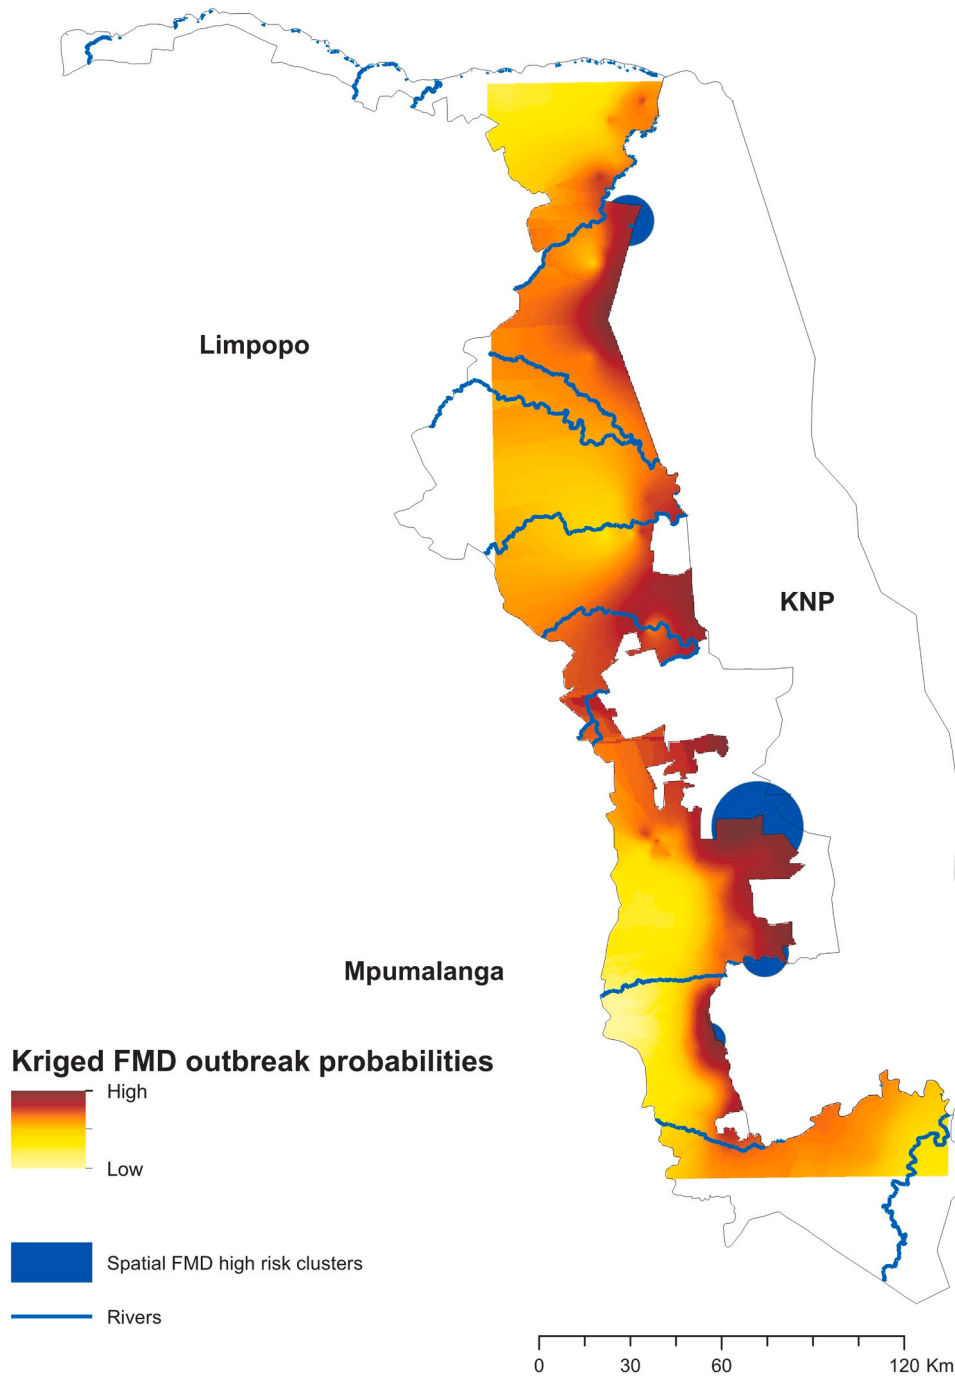 Limpopo
KNP
Mpumalanga
Kriged FMD outbreak probabilities
High
Low
Spatial FMD high risk clusters
Rivers
0 30 60 120 Km